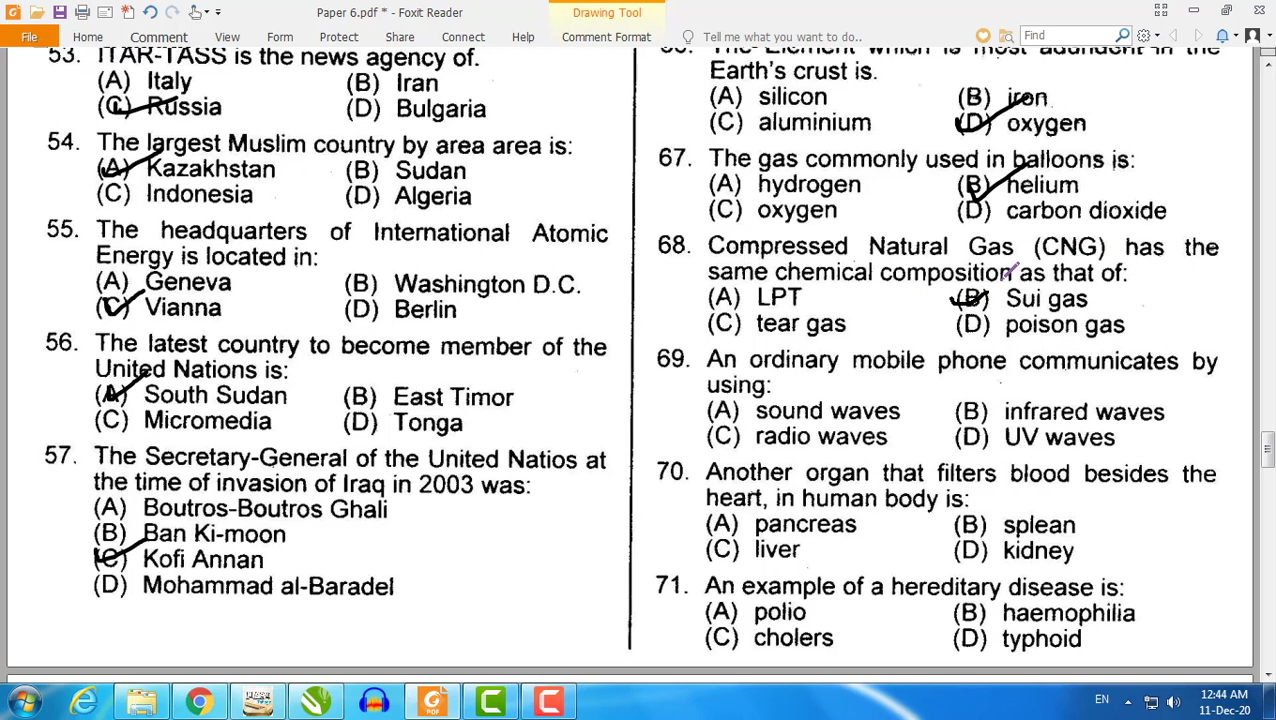 Paper 6.pdf * - Foxit Reader
Drawing Tool
File
Home
Comment
View
Form
Protect
Share
Connect
Help
Comment Format
Tell me what you want to do..
Find
53. ITAR-TASS is the news agency of.
(A) Italy (B) Iran
(C) Russia (D) Bulgaria
54. The largest Muslim country by area area is:
(A) Kazakhstan (B) Sudan
(C) Indonesia (D) Algeria
55. The headquarters of International Atomic
Energy is located in:
(A) Geneva (B) Washington D.C.
(C) Vianna (D) Berlin
56. The latest country to become member of the
United Nations is:
(A) South Sudan (B) East Timor
(C) Micromedia (D) Tonga
57. The Secretary-General of the United Natios at
the time of invasion of Iraq in 2003 was:
(A) Boutros-Boutros Ghali
(B) Ban Ki-moon
(C) Kofi Annan
(D) Mohammad al-Baradel
The Element which is most abundant in the
Earth's crust is.
(A) silicon (B) iron
(C) aluminium (D) oxygen
67. The gas commonly used in balloons is:
(A) hydrogen (B) helium
(C) oxygen (D) carbon dioxide
68. Compressed Natural Gas (CNG) has the
same chemical composition as that of:
(A) LPT (B) Sui gas
(C) tear gas (D) poison gas
69. An ordinary mobile phone communicates by
using:
(A) sound waves (B) infrared waves
(C) radio waves (D) UV waves
70. Another organ that filters blood besides the
heart, in human body is:
(A) pancreas (B) splean
(C) liver (D) kidney
71. An example of a hereditary disease is:
(A) polio (B) haemophilia
(C) cholers (D) typhoid
EN
12:44 AM
11-Dec-20